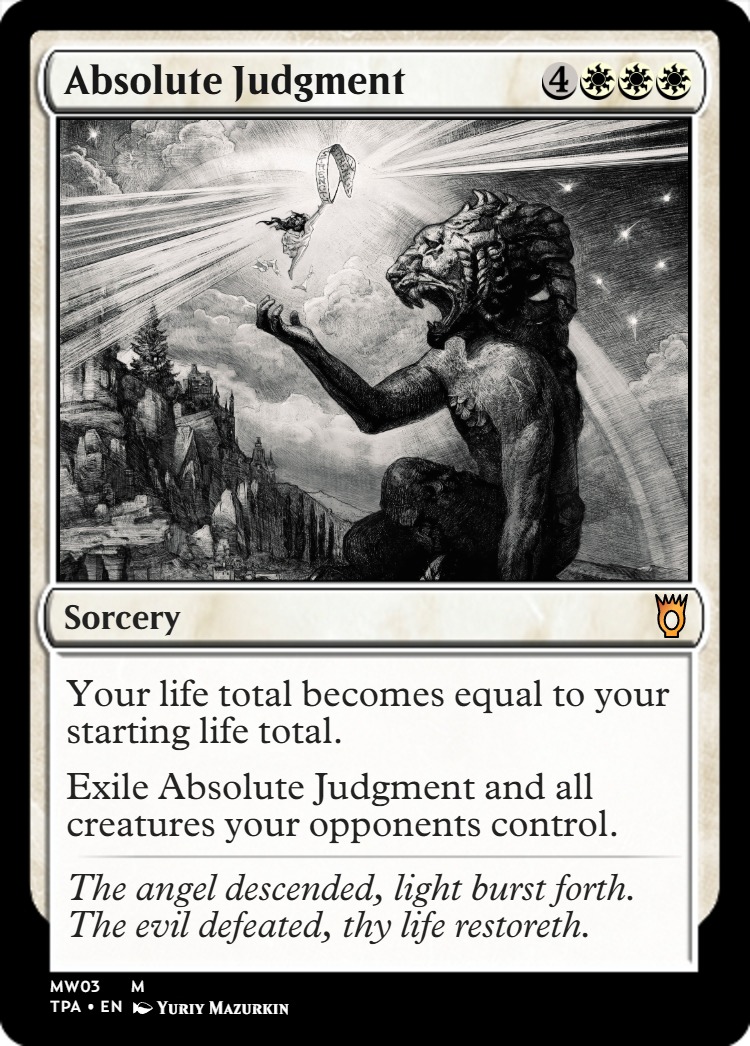 Absolute Judgment 4
Sorcery
Your life total becomes equal to your
starting life total.
Exile Absolute Judgment and all
creatures your opponents control.
The angel descended, light burst forth.
The evil defeated, thy life restoreth.
MW03 M
TPA • EN Yuriy Mazurkin